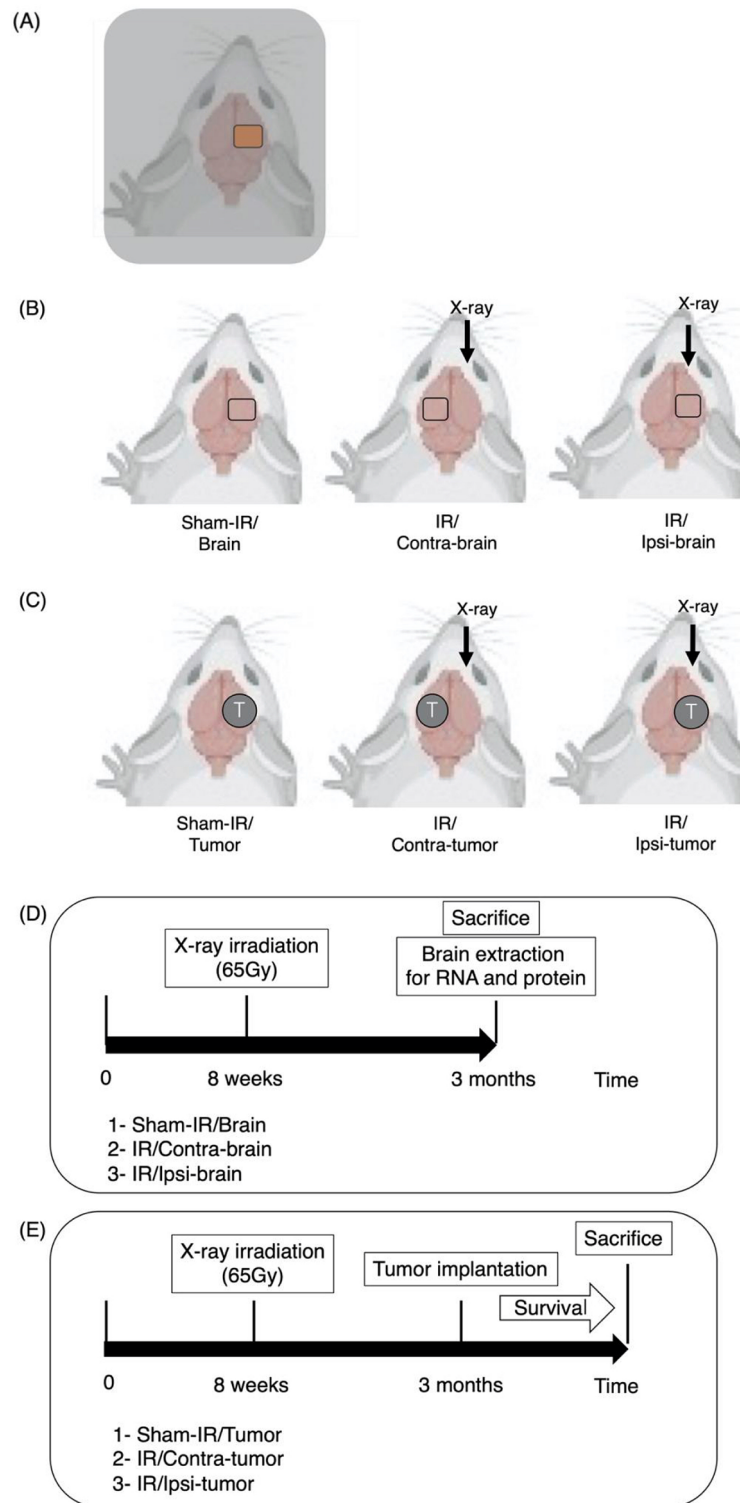 (A)
(B)
X-ray
X-ray
Sham-IR/
Brain
IR/
Contra-brain
IR/
Ipsi-brain
(C)
X-ray
X-ray
T
T
T
Sham-IR/
Tumor
IR/
Contra-tumor
IR/
Ipsi-tumor
(D)
Sacrifice
X-ray irradiation
(65Gy)
Brain extraction
for RNA and protein
0
8 weeks
3 months
Time
1- Sham-IR/Brain
2- IR/Contra-brain
3- IR/Ipsi-brain
(E)
Sacrifice
X-ray irradiation
(65Gy)
Tumor implantation
Survival
0
8 weeks
3 months
Time
1- Sham-IR/Tumor
2- IR/Contra-tumor
3- IR/Ipsi-tumor